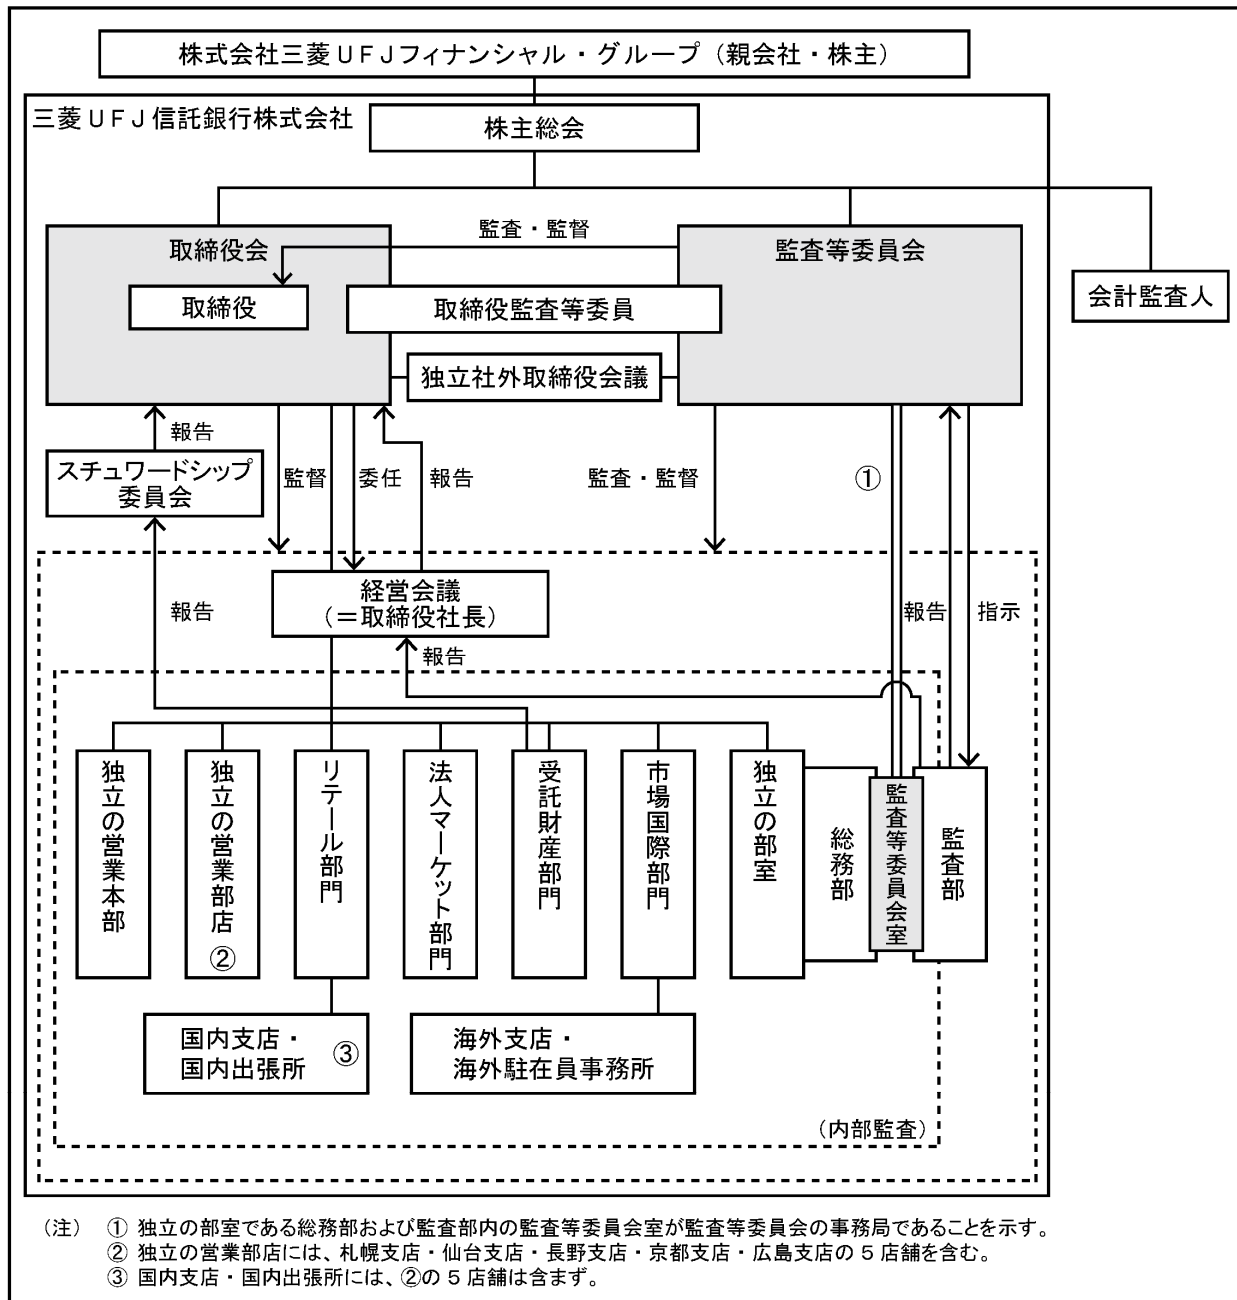 株式会社三菱UFJフィナンシャル・グループ（親会社・株主）
三菱UFJ信託銀行株式会社
株主総会
監査・監督
取締役会
監査等委員会
取締役
取締役監査等委員
会計監査人
独立社外取締役会議
報告
スチュワードシップ
委員会
監督
委任
報告
監査・監督
①
経営会議
（＝取締役社長）
報告
報告
指示
報告
独立の営業本部
独立の営業部店
②
リテール部門
法人マーケット部門
受託財産部門
市場国際部門
独立の部室
総務部
監査等委員会室
監査部
国内支店・
国内出張所
③
海外支店・
海外駐在員事務所
（内部監査）
（注） ① 独立の部室である総務部および監査部内の監査等委員会室が監査等委員会の事務局であることを示す。
② 独立の営業部店には、札幌支店・仙台支店・長野支店・京都支店・広島支店の５店舗を含む。
③ 国内支店・国内出張所には、②の５店舗は含まず。